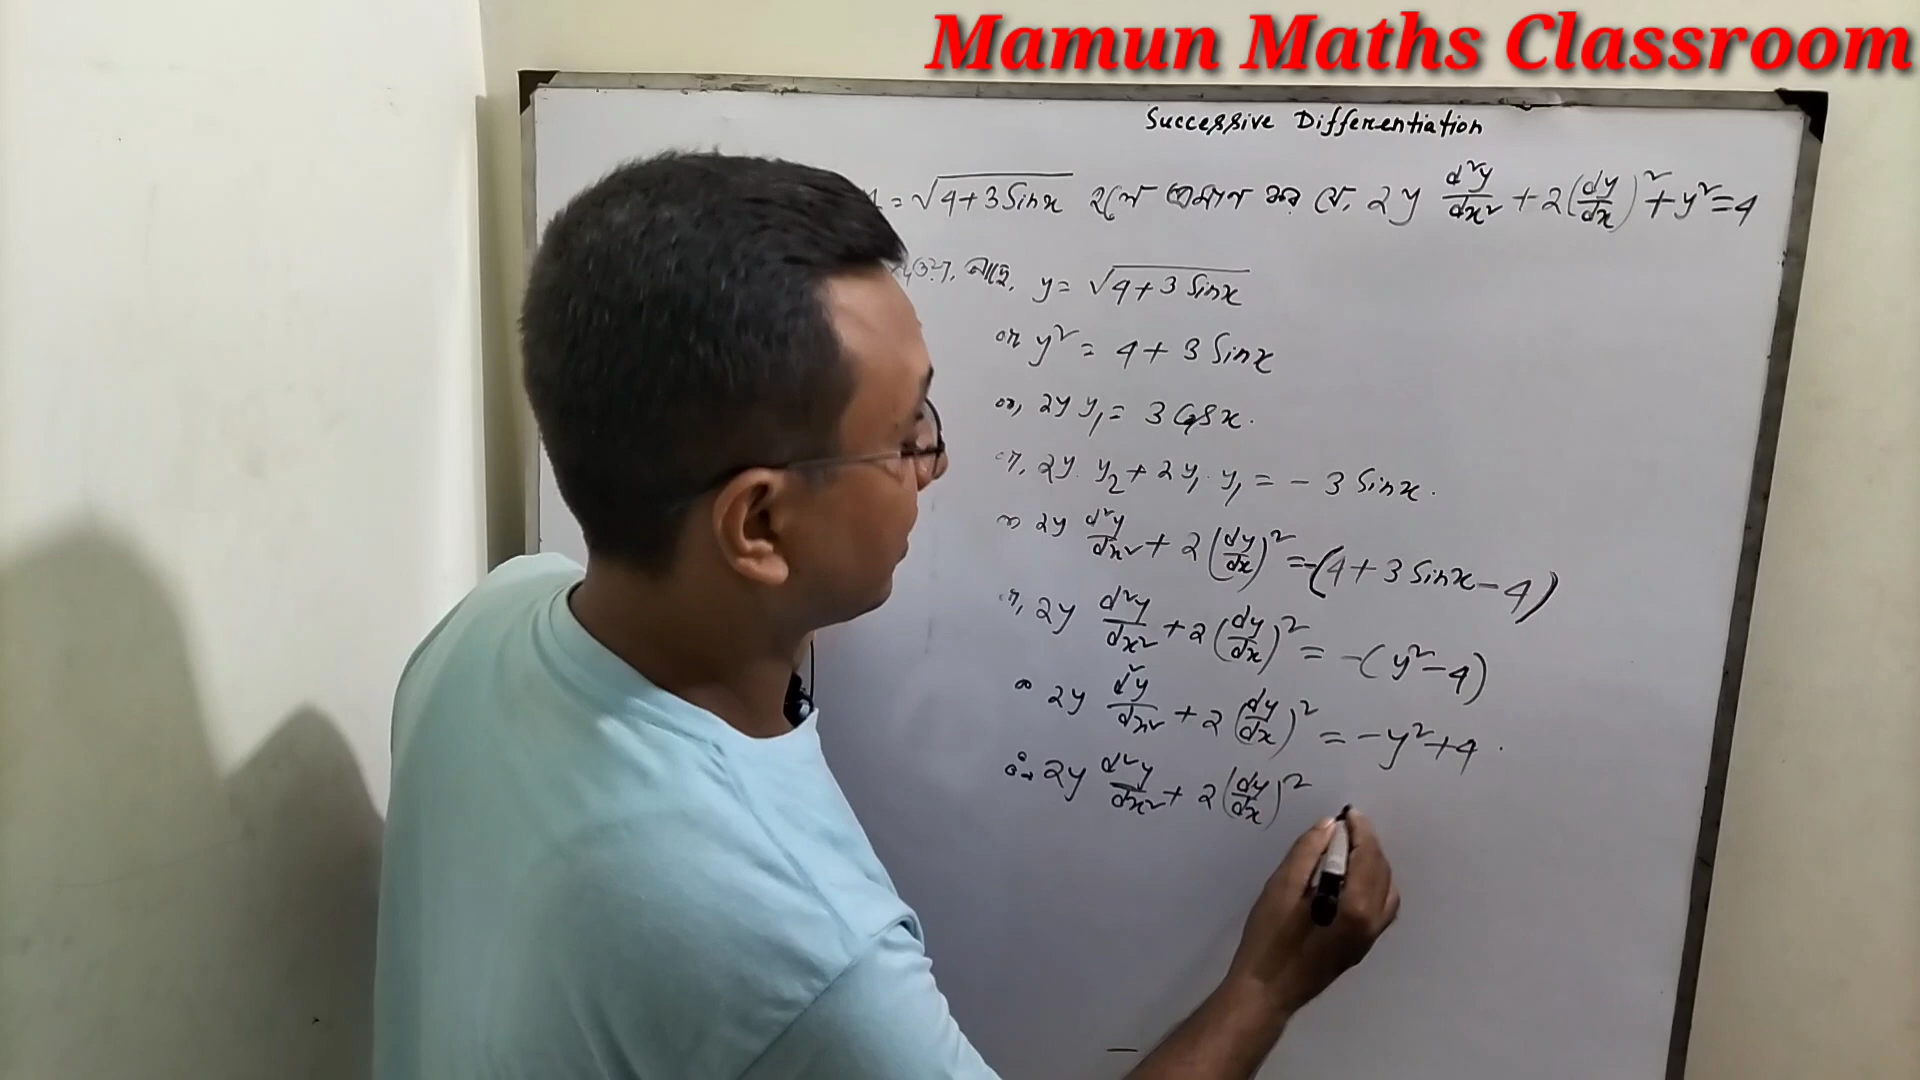 Mamun Maths Classroom
Successive Differentiation
= √(4+3Sinx) হলে প্রমাণ কর যে, 2y d²y/dx² + 2(dy/dx)² + y² = 4
আছে, y = √(4+3 Sinx)
or y² = 4 + 3 Sinx
or, 2y y₁ = 3 Cosx.
or, 2y. y₂ + 2y₁. y₁ = - 3 Sinx.
or 2y d²y/dx² + 2(dy/dx)² = -(4+3 Sinx - 4)
or, 2y d²y/dx² + 2(dy/dx)² = -(y² - 4)
or 2y d²y/dx² + 2(dy/dx)² = -y² + 4.
∴ 2y d²y/dx² + 2(dy/dx)²